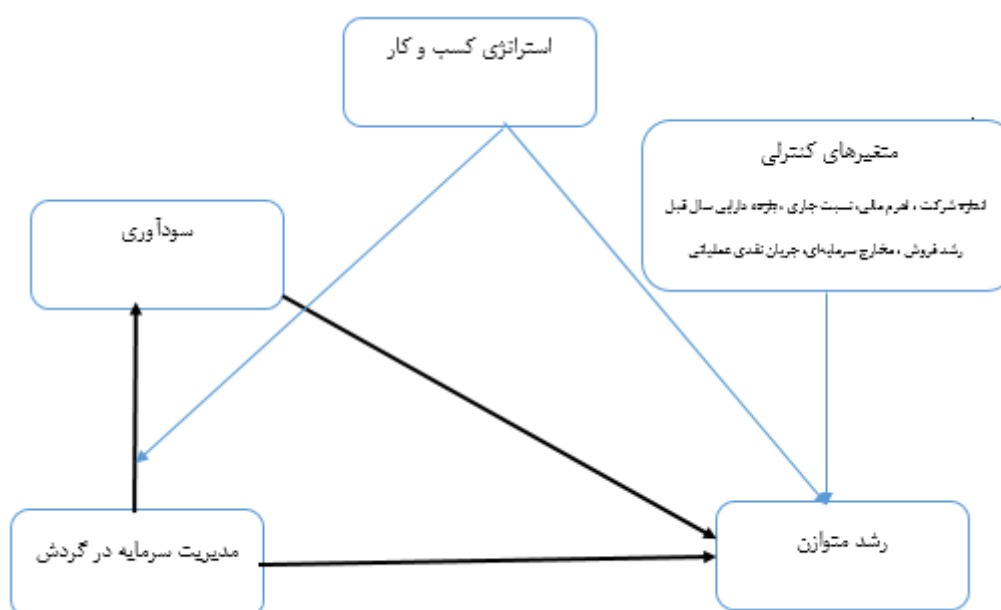 استراتژی کسب و کار
متغیرهای کنترلی
اندازه شرکت ، اهرم مالی، نسبت جاری ، بازده دارایی سال قبل
رشد فروش ، مخارج سرمایه‌ای، جریان نقدی عملیاتی
سودآوری
مدیریت سرمایه در گردش
رشد متوازن